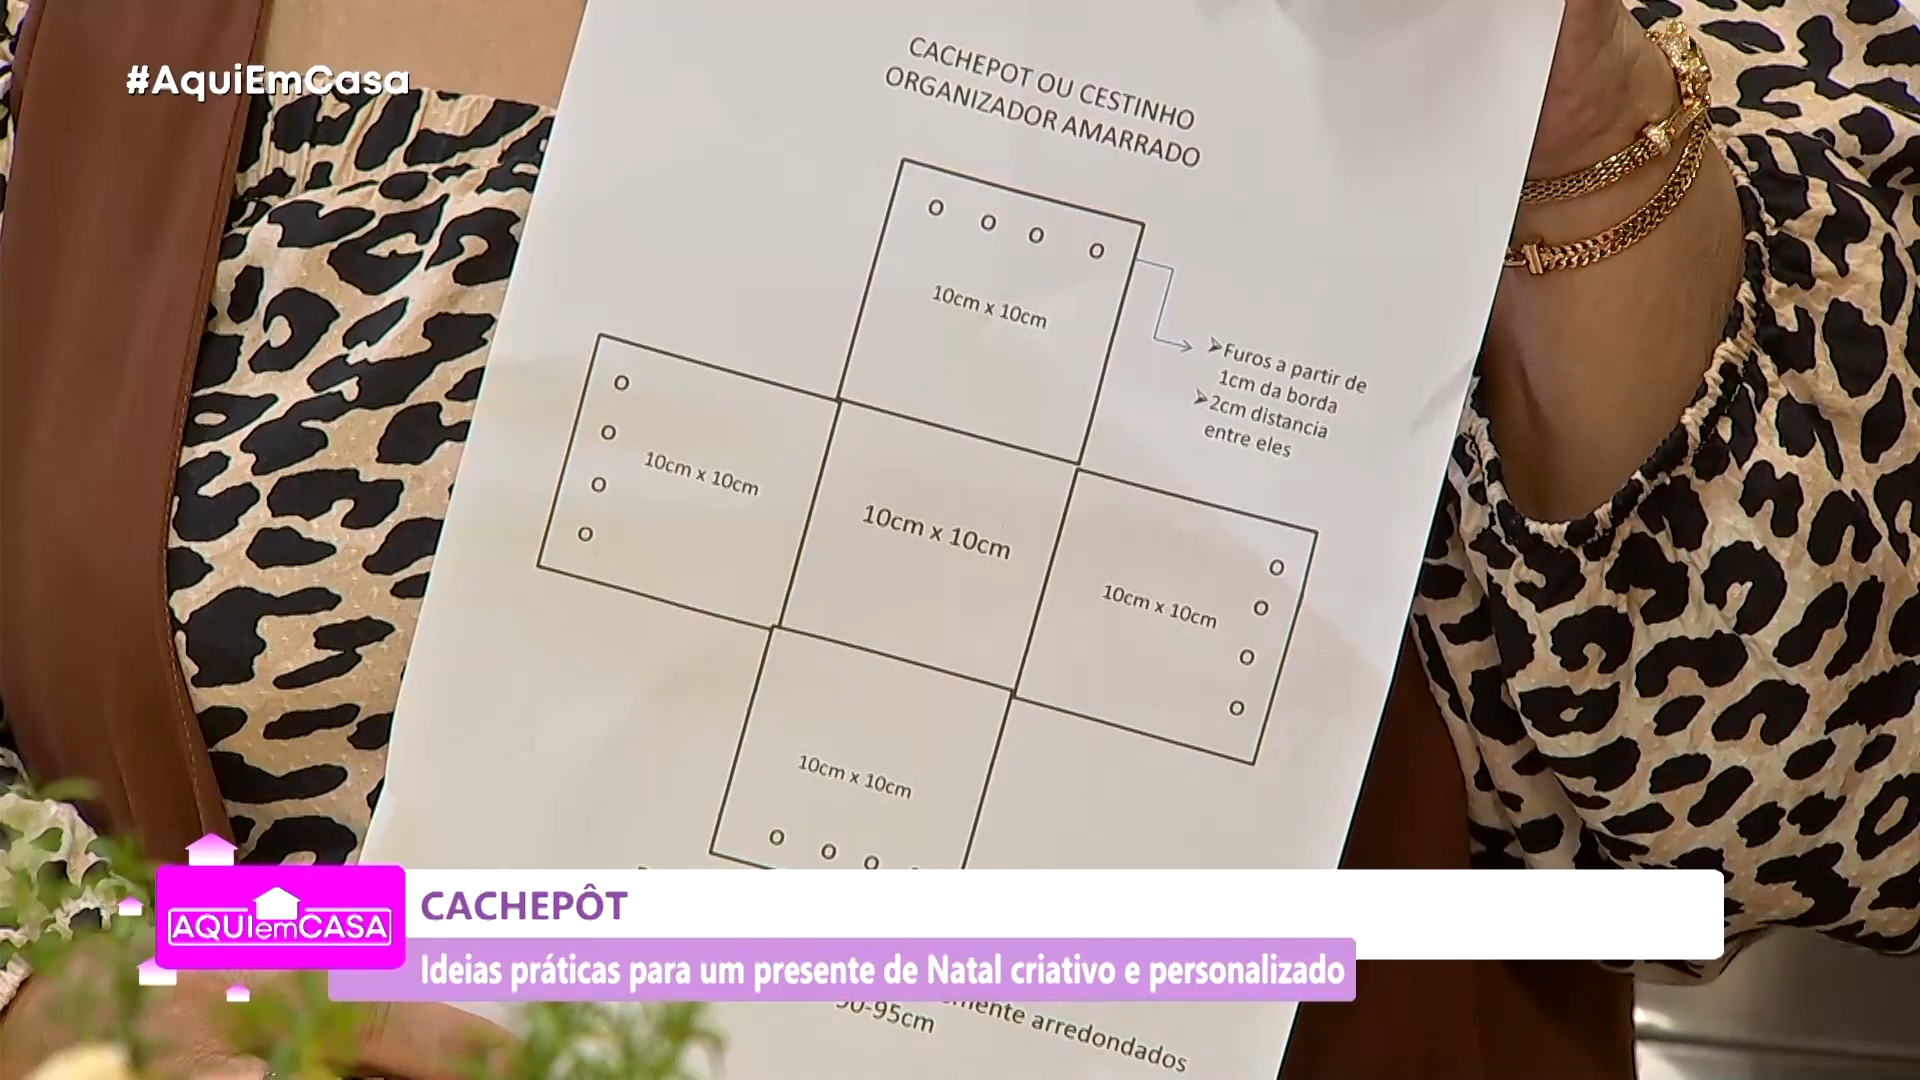 #AquiEmCasa
CACHEPOT OU CESTINHO
ORGANIZADOR AMARRADO
O O O O
10cm x 10cm
➢Furos a partir de
1cm da borda
➢2cm distancia
entre eles
O
O
O
O
10cm x 10cm
10cm x 10cm
10cm x 10cm
O
O
O
O
10cm x 10cm
O O O
AQUIemCASA
CACHEPÔT
Ideias práticas para um presente de Natal criativo e personalizado
arredondados